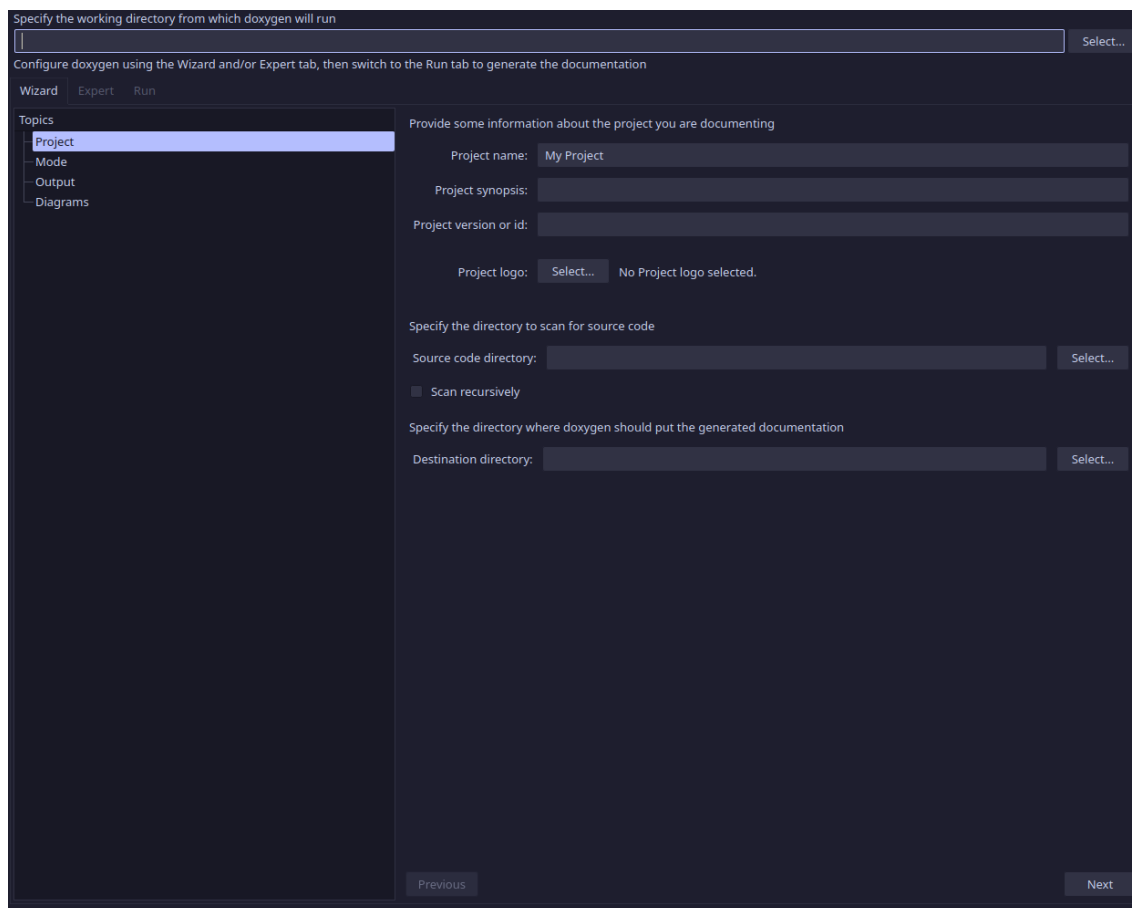 Specify the working directory from which doxygen will run
Select...
Configure doxygen using the Wizard and/or Expert tab, then switch to the Run tab to generate the documentation
Wizard Expert Run
Topics
Project
Mode
Output
Diagrams
Provide some information about the project you are documenting
Project name: My Project
Project synopsis:
Project version or id:
Project logo: Select... No Project logo selected.
Specify the directory to scan for source code
Source code directory: Select...
Scan recursively
Specify the directory where doxygen should put the generated documentation
Destination directory: Select...
Previous Next